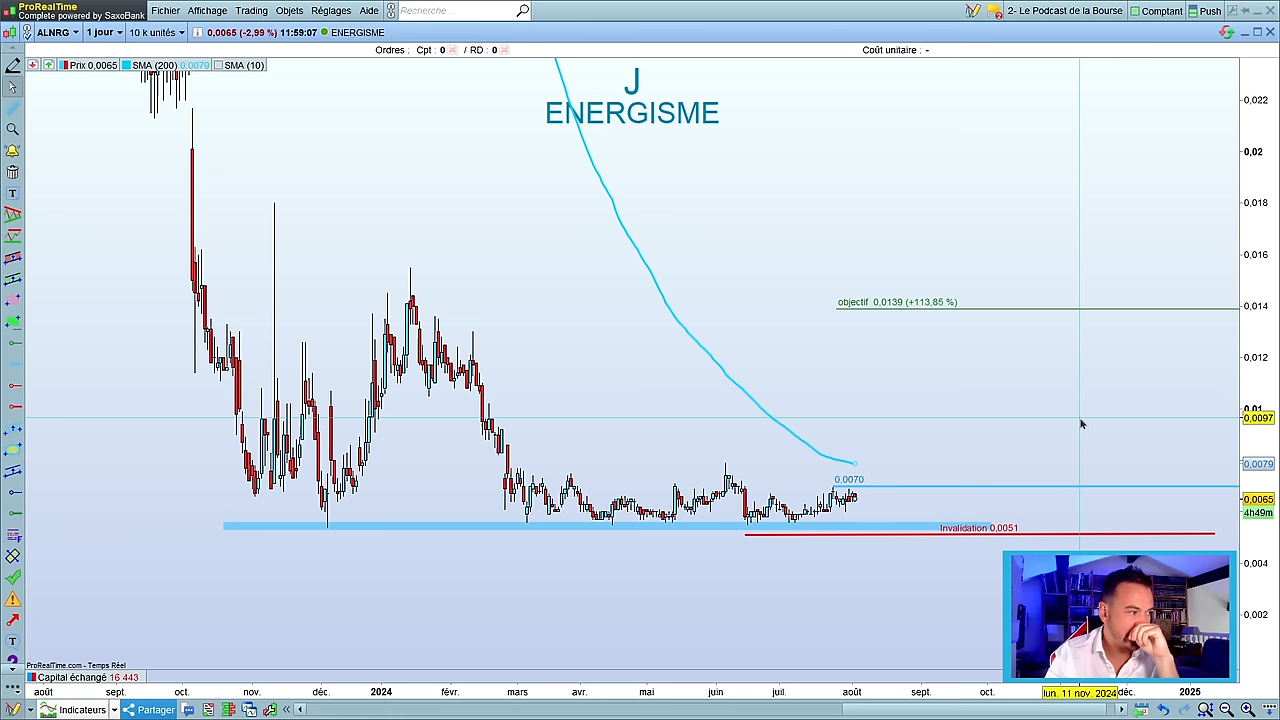 ProRealTime
Complete powered by SaxoBank
Fichier Affichage Trading Objets Réglages Aide Recherche... 2- Le Podcast de la Bourse Comptant Push
ALNRG 1 jour 10 k unités 0,0065 (-2,99 %) 11:59:07 ENERGISME
Ordres : Cpt : 0 / RD : 0 Coût unitaire : -
Prix 0,0065 SMA (200) 0,0079 SMA (10)
J
ENERGISME
0,022
0,02
0,018
0,016
objectif 0,0139 (+113,85 %)
0,014
0,012
0,01
0,0097
0,0079
0,0070
0,0065
4h49m
Invalidation 0,0051
0,004
0,002
ProRealTime.com - Temps Réel
Capital échangé 16 443
août sept. oct. nov. déc. 2024 févr. mars avr. mai juin juil. août sept. oct. lun. 11 nov. 2024 déc. 2025
Indicateurs Partager